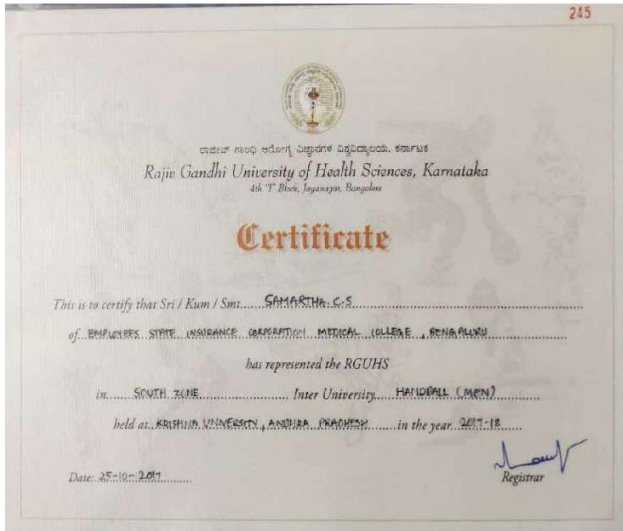 245
ರಾಜೀವ್ ಗಾಂಧಿ ಆರೋಗ್ಯ ವಿಜ್ಞಾನಗಳ ವಿಶ್ವವಿದ್ಯಾಲಯ, ಕರ್ನಾಟಕ
Rajiv Gandhi University of Health Sciences, Karnataka
4th 'T' Block, Jayanagar, Bangalore
Certificate
This is to certify that Sri / Kum / Smt. SAMARTHA. C.S
of EMPLOYEES STATE INSURANCE CORPORATION MEDICAL COLLEGE, BENGALURU
has represented the RGUHS
in SOUTH ZONE Inter University HANDBALL (MEN)
held at KRISHNA UNIVERSITY, ANDHRA PRADHESH in the year 2017-18
Date: 25-10-2017
Registrar